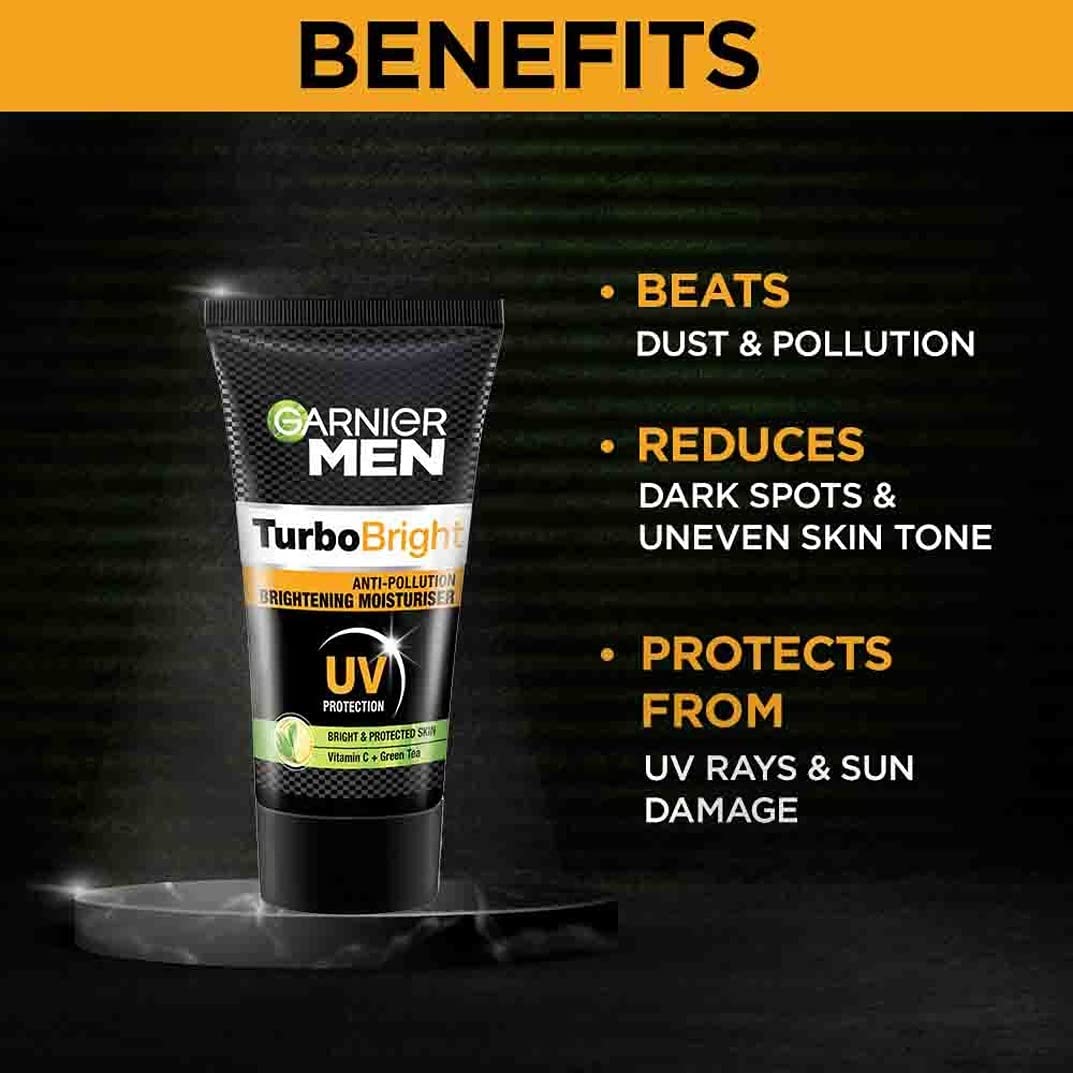 BENEFITS
GARNIER
MEN
TurboBright
ANTI-POLLUTION
BRIGHTENING MOISTURISER
UV
PROTECTION
BRIGHT & PROTECTED SKIN
Vitamin C + Green Tea
• BEATS
DUST & POLLUTION
• REDUCES
DARK SPOTS &
UNEVEN SKIN TONE
• PROTECTS
FROM
UV RAYS & SUN
DAMAGE